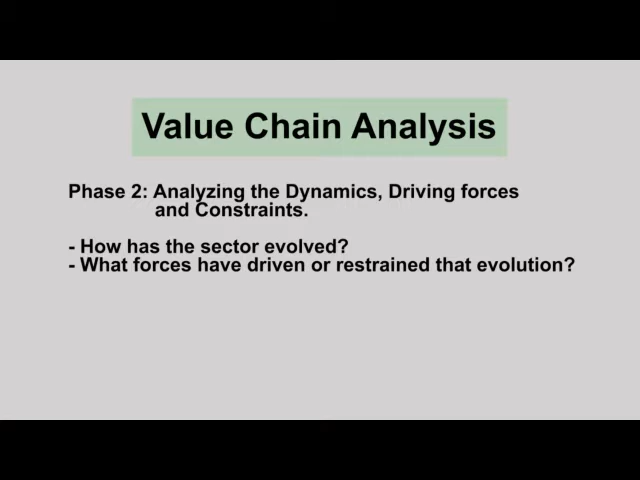 Value Chain Analysis
Phase 2: Analyzing the Dynamics, Driving forces
and Constraints.
- How has the sector evolved?
- What forces have driven or restrained that evolution?